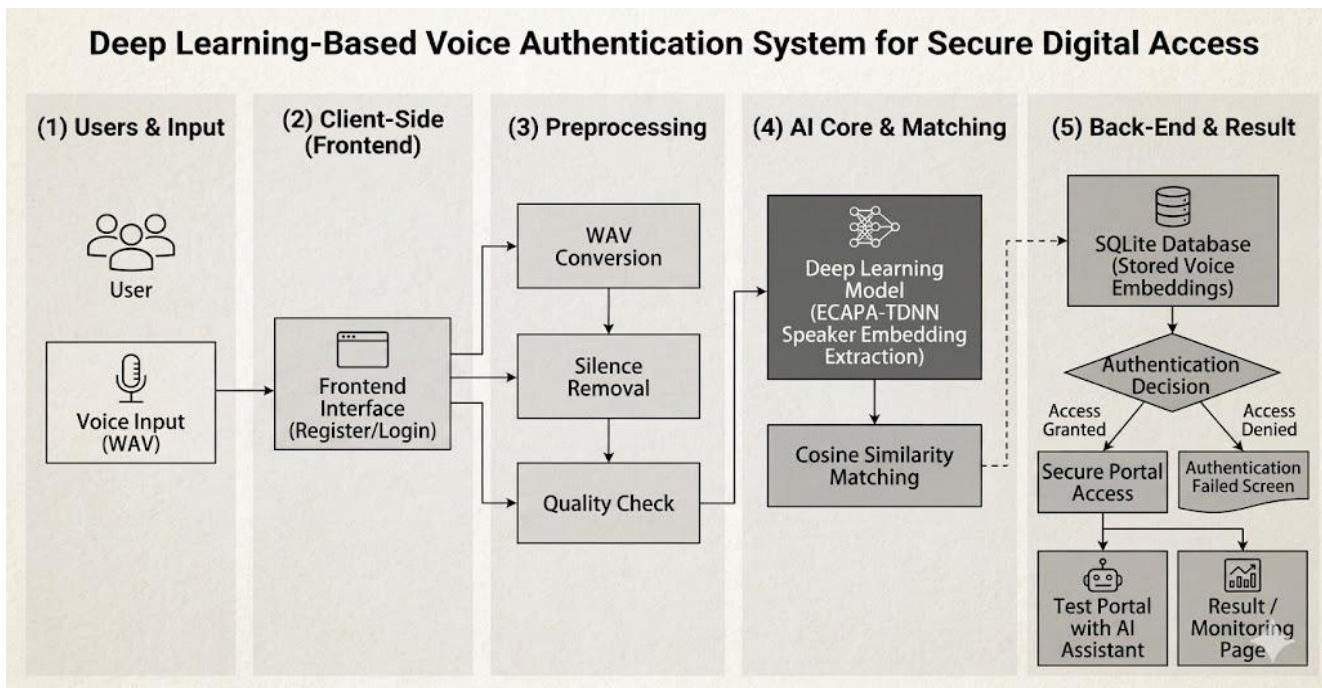 Deep Learning-Based Voice Authentication System for Secure Digital Access
(1) Users & Input
User
Voice Input
(WAV)
(2) Client-Side
(Frontend)
Frontend
Interface
(Register/Login)
(3) Preprocessing
WAV
Conversion
Silence
Removal
Quality Check
(4) AI Core & Matching
Deep Learning
Model
(ECAPA-TDNN
Speaker Embedding
Extraction)
Cosine Similarity
Matching
(5) Back-End & Result
SQLite Database
(Stored Voice
Embeddings)
Authentication
Decision
Access
Granted
Access
Denied
Secure Portal
Access
Authentication
Failed Screen
Test Portal
with AI
Assistant
Result /
Monitoring
Page